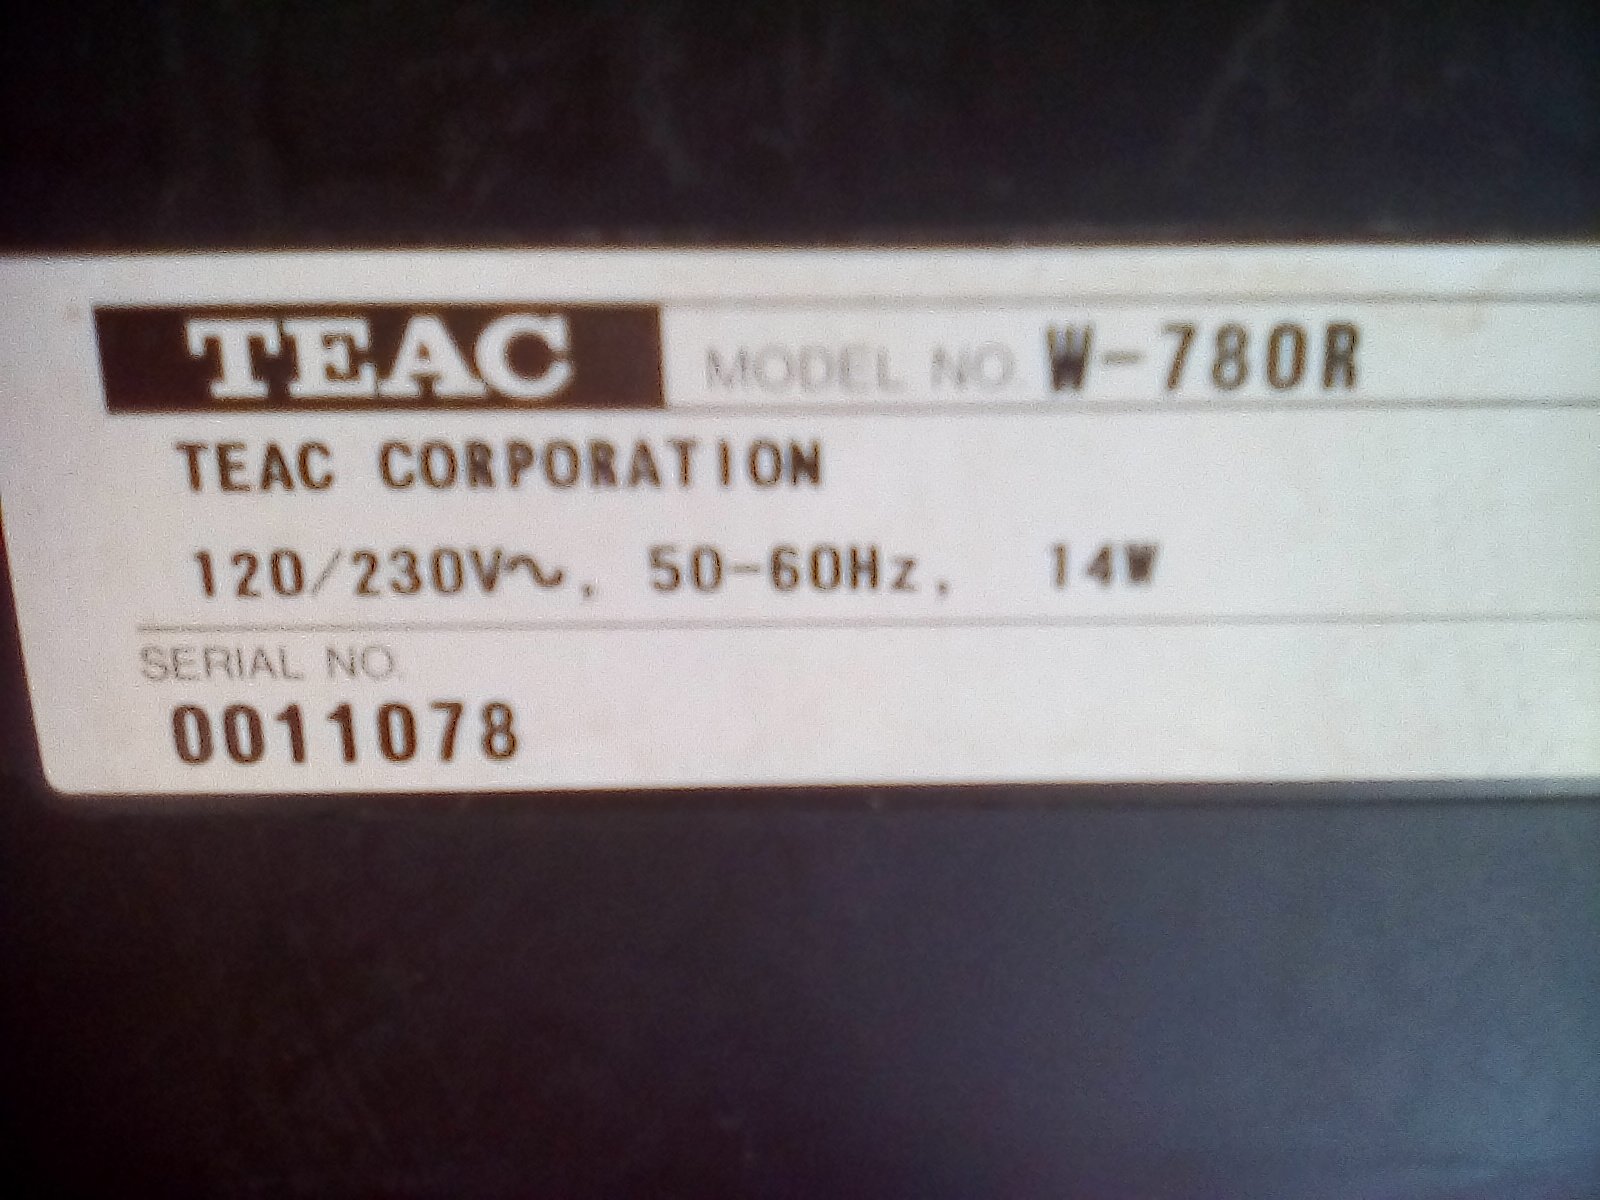 TEAC MODEL NO. W-780R
TEAC CORPORATION
120/230V~, 50-60Hz, 14W
SERIAL NO.
0011078